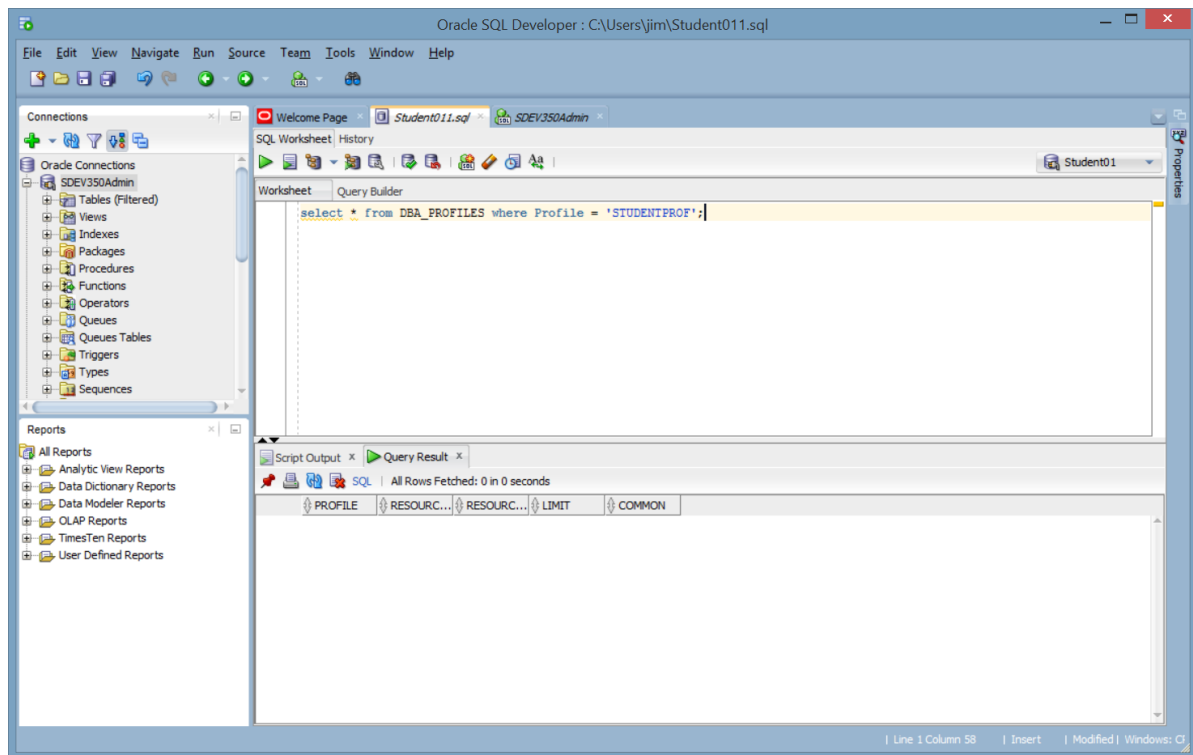 Oracle SQL Developer : C:\Users\jim\Student011.sql
File Edit View Navigate Run Source Team Tools Window Help
Connections
Oracle Connections
SDEV350Admin
Tables (Filtered)
Views
Indexes
Packages
Procedures
Functions
Operators
Queues
Queues Tables
Triggers
Types
Sequences
Reports
All Reports
Analytic View Reports
Data Dictionary Reports
Data Modeler Reports
OLAP Reports
TimesTen Reports
User Defined Reports
Welcome Page
Student011.sql
SDEV350Admin
SQL Worksheet History
Student01
Worksheet Query Builder
select * from DBA_PROFILES where Profile = 'STUDENTPROF';
Script Output x Query Result x
SQL | All Rows Fetched: 0 in 0 seconds
PROFILE RESOURC... RESOURC... LIMIT COMMON
Properties
| Line 1 Column 58 | Insert | Modified | Windows: C